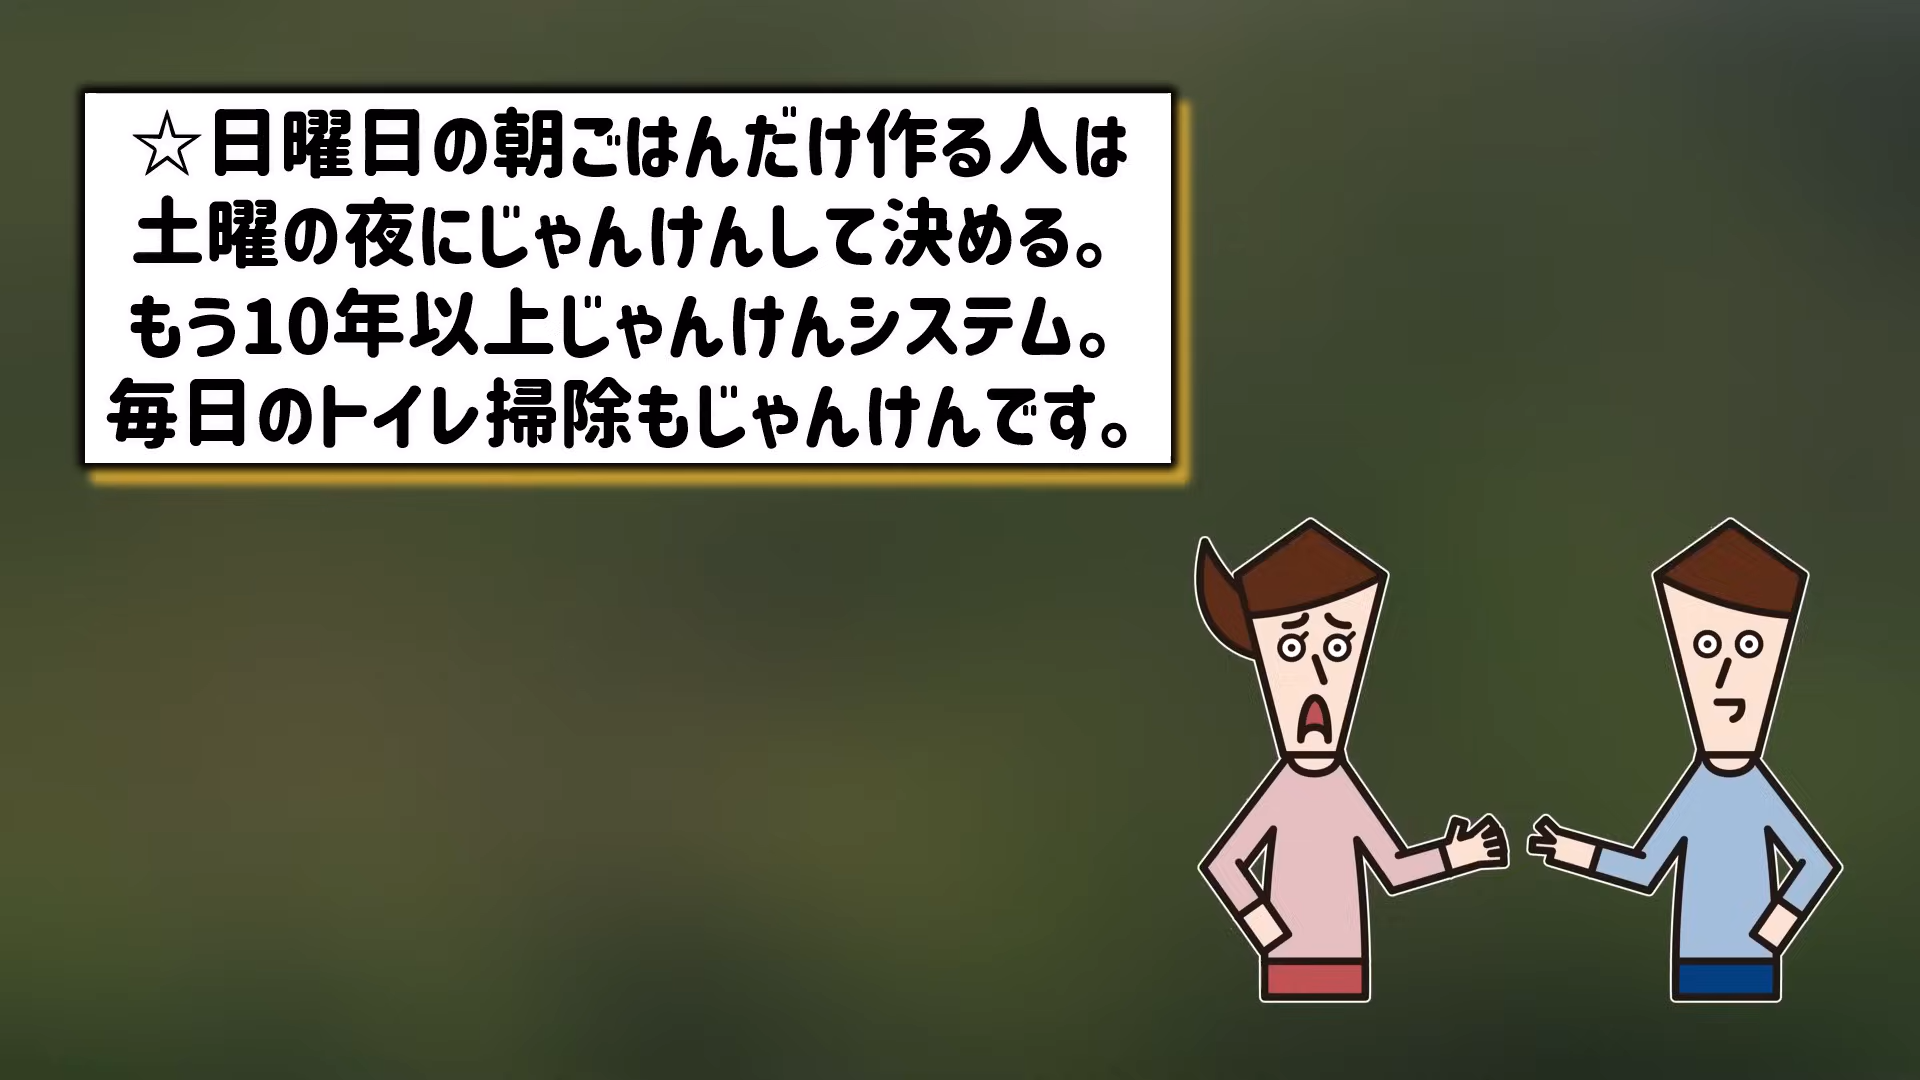 ☆日曜日の朝ごはんだけ作る人は
土曜の夜にじゃんけんして決める。
もう10年以上じゃんけんシステム。
毎日のトイレ掃除もじゃんけんです。